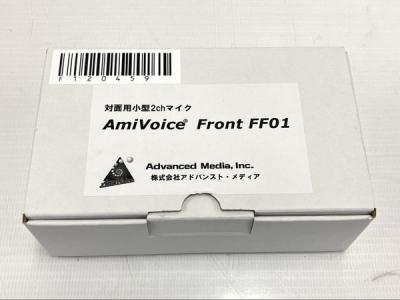 F120459
対面用小型2chマイク
AmiVoice® Front FF01
Advanced Media, Inc.
株式会社アドバンスト・メディア